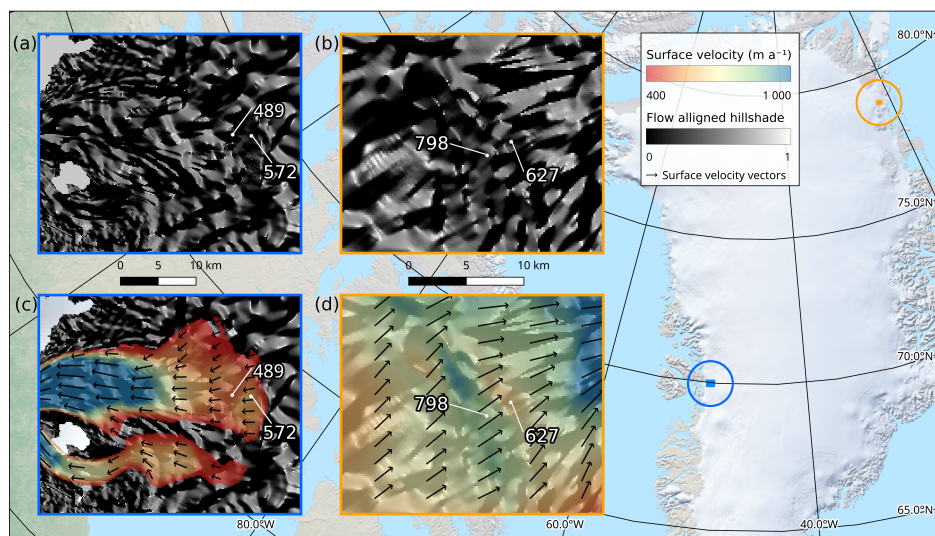 (a)
489
572
(b)
798
627
Surface velocity (m a⁻¹)
400 1 000
Flow alligned hillshade
0 1
→ Surface velocity vectors
80.0°N
75.0°N
0 5 10 km
0 5 10 km
(c)
489
572
(d)
798
627
70.0°N
65.0°N
80.0°W
60.0°W
40.0°W